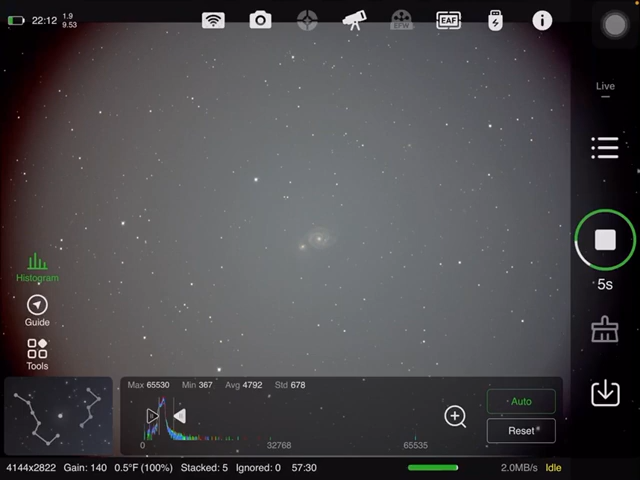 22:12
1.9
9.53
EFW
EAF
Live
Histogram
5s
Guide
Tools
Max 65530 Min 367 Avg 4792 Std 678
Auto
Reset
0 32768 65535
4144x2822 Gain: 140 0.5°F (100%) Stacked: 5 Ignored: 0 57:30 2.0MB/s Idle